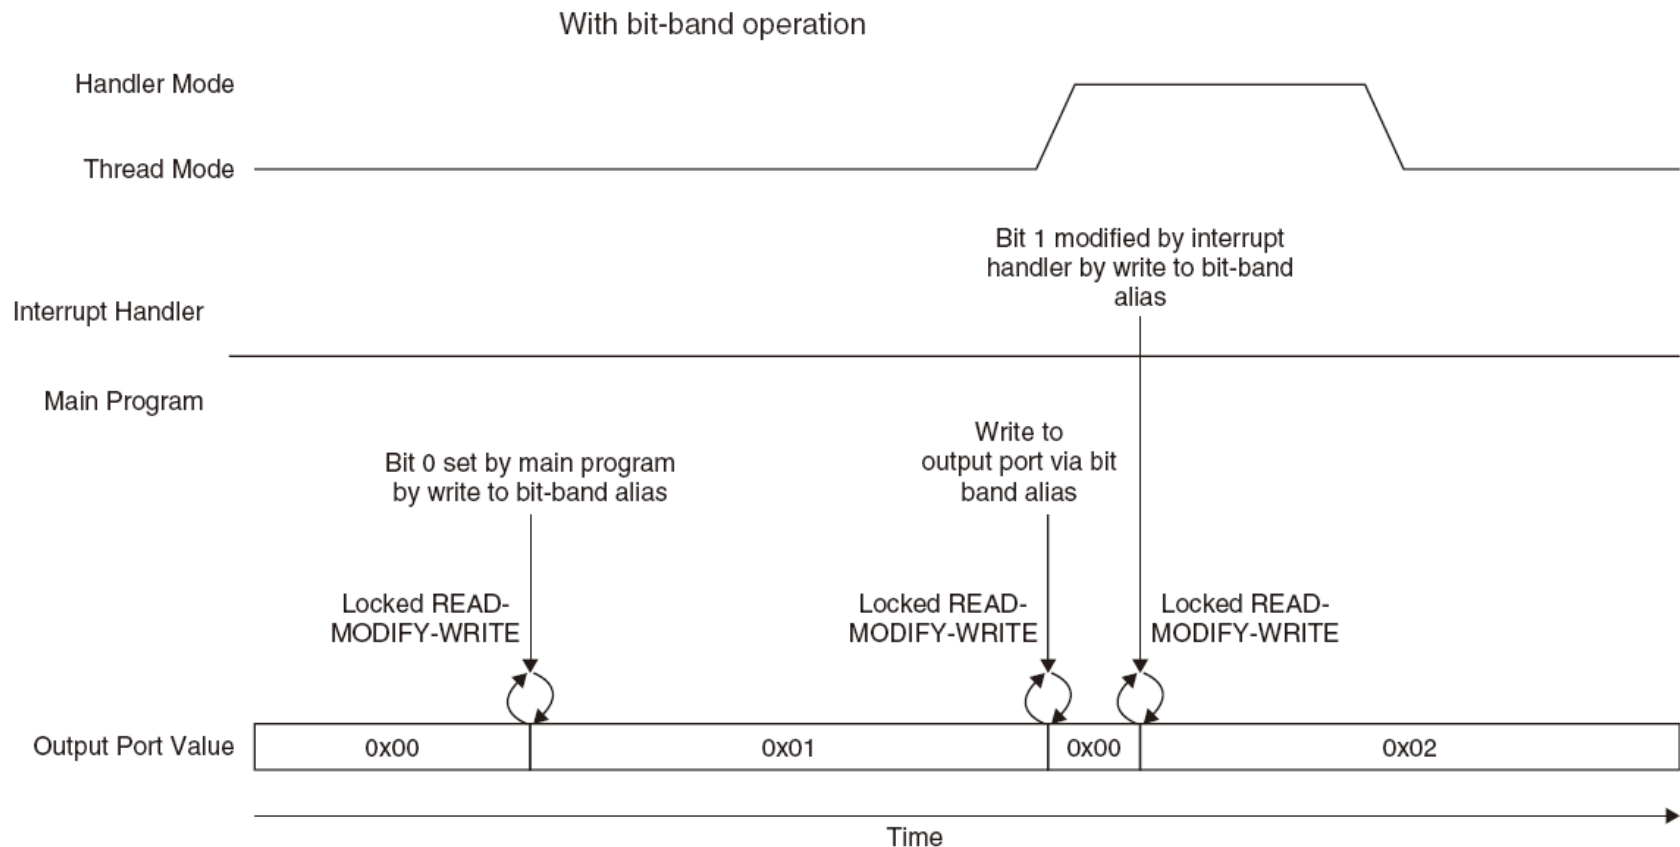 With bit-band operation
Handler Mode
Thread Mode
Bit 1 modified by interrupt
handler by write to bit-band
alias
Interrupt Handler
Main Program
Write to
output port via bit
band alias
Bit 0 set by main program
by write to bit-band alias
Locked READ-
MODIFY-WRITE
Locked READ-
MODIFY-WRITE
Locked READ-
MODIFY-WRITE
Output Port Value
0x00
0x01
0x00
0x02
Time